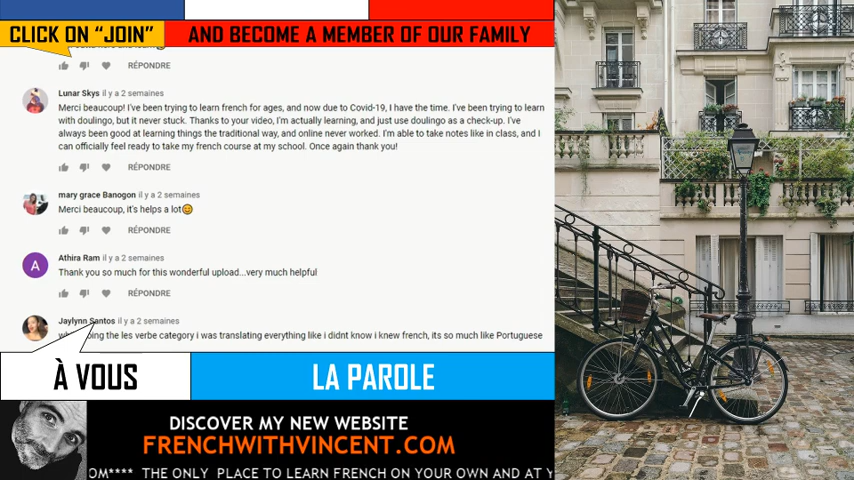 CLICK ON "JOIN"
AND BECOME A MEMBER OF OUR FAMILY
RÉPONDRE
Lunar Skys il y a 2 semaines
Merci beaucoup! I've been trying to learn french for ages, and now due to Covid-19, I have the time. I've been trying to learn
with doulingo, but it never stuck. Thanks to your video, I'm actually learning, and just use doulingo as a check-up. I've
always been good at learning things the traditional way, and online never worked. I'm able to take notes like in class, and I
can officially feel ready to take my french course at my school. Once again thank you!
RÉPONDRE
mary grace Banogon il y a 2 semaines
Merci beaucoup, it's helps a lot😊
RÉPONDRE
A
Athira Ram il y a 2 semaines
Thank you so much for this wonderful upload...very much helpful
RÉPONDRE
Jaylynn Santos il y a 2 semaines
the les verbe category i was translating everything like i didnt know i knew french, its so much like Portuguese
À VOUS
LA PAROLE
DISCOVER MY NEW WEBSITE
FRENCHWITHVINCENT.COM
OM**** THE ONLY PLACE TO LEARN FRENCH ON YOUR OWN AND AT Y